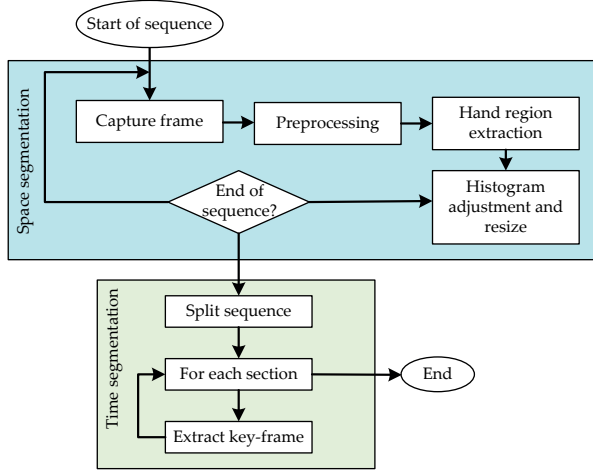 Start of sequence
Space segmentation
Capture frame
Preprocessing
Hand region
extraction
End of
sequence?
Histogram
adjustment and
resize
Time segmentation
Split sequence
For each section
End
Extract key-frame